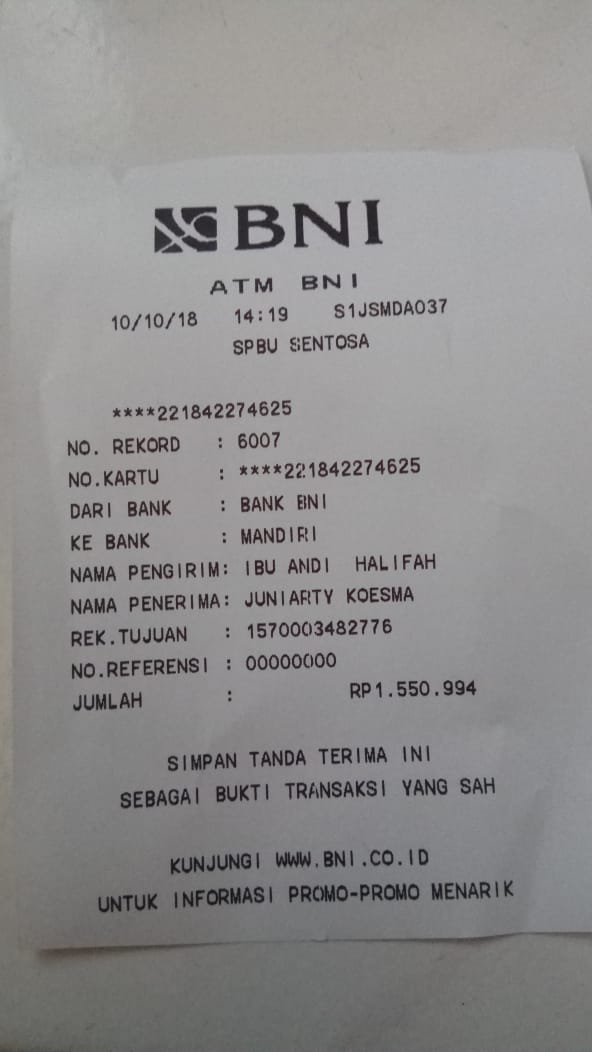 BNI
ATM BNI
10/10/18 14:19 S1JSMDA037
SPBU SENTOSA
****221842274625
NO. REKORD : 6007
NO.KARTU : ****221842274625
DARI BANK : BANK BNI
KE BANK : MANDIRI
NAMA PENGIRIM: IBU ANDI HALIFAH
NAMA PENERIMA: JUNIARTY KOESMA
REK.TUJUAN : 1570003482776
NO.REFERENSI : 00000000
JUMLAH : RP1.550.994
SIMPAN TANDA TERIMA INI
SEBAGAI BUKTI TRANSAKSI YANG SAH
KUNJUNGI WWW.BNI.CO.ID
UNTUK INFORMASI PROMO-PROMO MENARIK